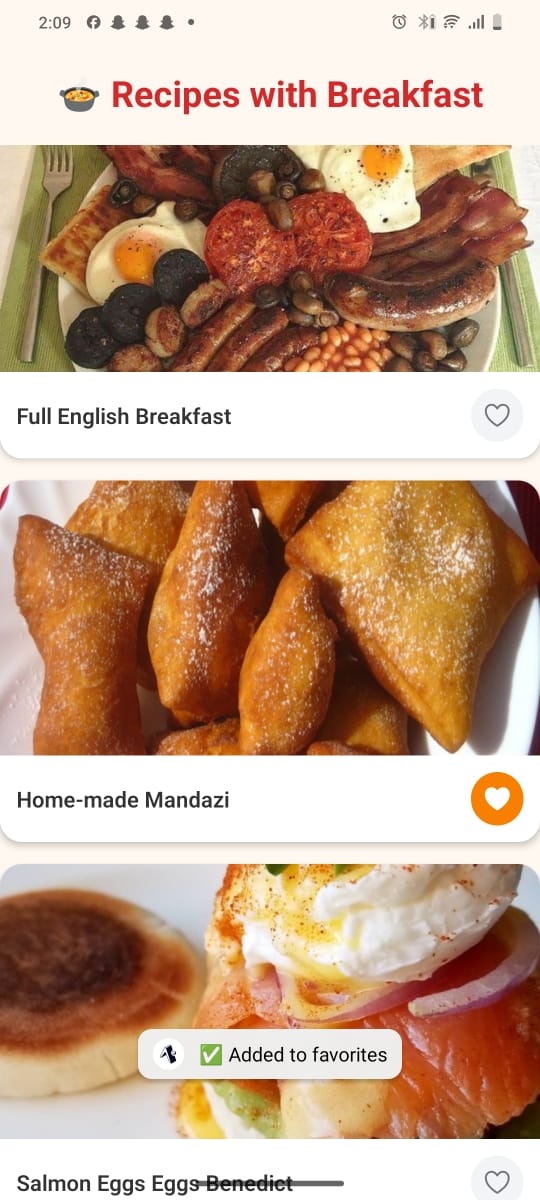 2:09
Recipes with Breakfast
Full English Breakfast
Home-made Mandazi
Added to favorites
Salmon Eggs Eggs Benedict